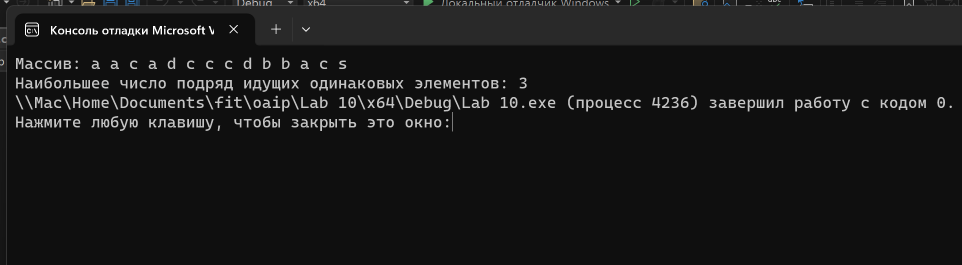 Debug x64 Локальный отладчик Windows
Консоль отладки Microsoft V
Массив: a a c a d c c c d b b a c s
Наибольшее число подряд идущих одинаковых элементов: 3
\\Mac\Home\Documents\fit\oaip\Lab 10\x64\Debug\Lab 10.exe (процесс 4236) завершил работу с кодом 0.
Нажмите любую клавишу, чтобы закрыть это окно: